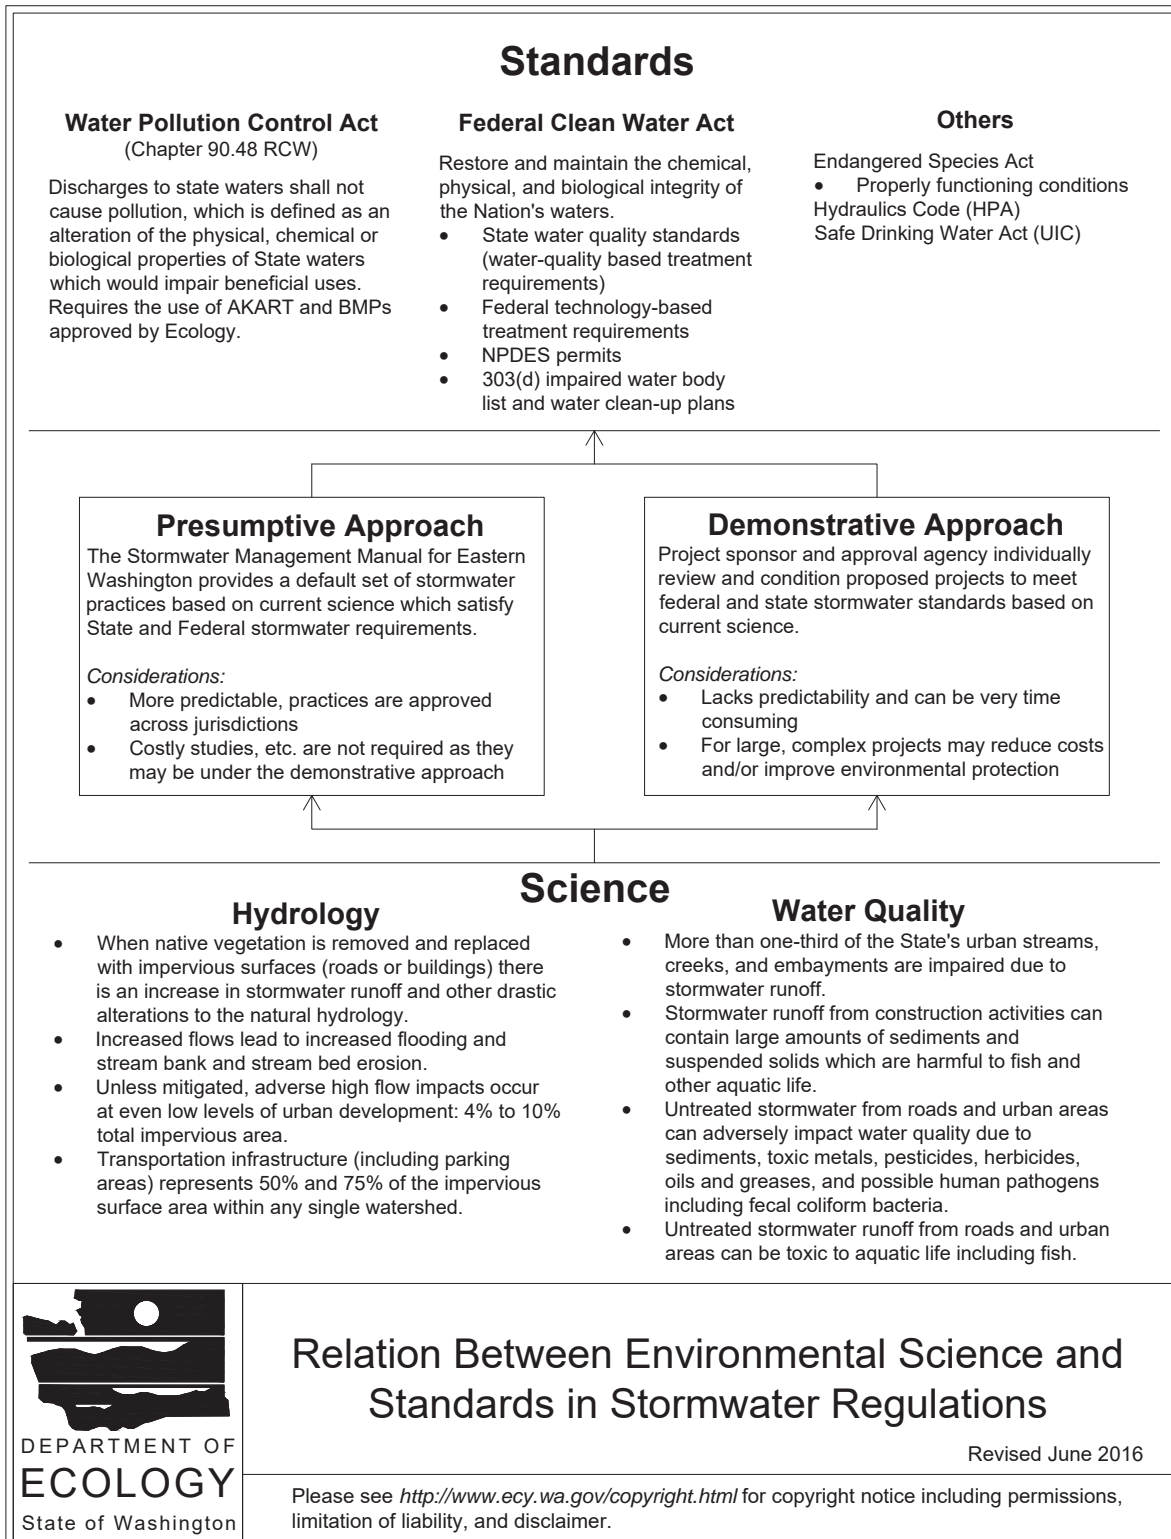 Standards
Water Pollution Control Act
(Chapter 90.48 RCW)
Discharges to state waters shall not
cause pollution, which is defined as an
alteration of the physical, chemical or
biological properties of State waters
which would impair beneficial uses.
Requires the use of AKART and BMPs
approved by Ecology.
Federal Clean Water Act
Restore and maintain the chemical,
physical, and biological integrity of
the Nation's waters.
• State water quality standards
(water-quality based treatment
requirements)
• Federal technology-based
treatment requirements
• NPDES permits
• 303(d) impaired water body
list and water clean-up plans
Others
Endangered Species Act
• Properly functioning conditions
Hydraulics Code (HPA)
Safe Drinking Water Act (UIC)
Presumptive Approach
The Stormwater Management Manual for Eastern
Washington provides a default set of stormwater
practices based on current science which satisfy
State and Federal stormwater requirements.
Considerations:
• More predictable, practices are approved
across jurisdictions
• Costly studies, etc. are not required as they
may be under the demonstrative approach
Demonstrative Approach
Project sponsor and approval agency individually
review and condition proposed projects to meet
federal and state stormwater standards based on
current science.
Considerations:
• Lacks predictability and can be very time
consuming
• For large, complex projects may reduce costs
and/or improve environmental protection
Science
Hydrology
• When native vegetation is removed and replaced
with impervious surfaces (roads or buildings) there
is an increase in stormwater runoff and other drastic
alterations to the natural hydrology.
• Increased flows lead to increased flooding and
stream bank and stream bed erosion.
• Unless mitigated, adverse high flow impacts occur
at even low levels of urban development: 4% to 10%
total impervious area.
• Transportation infrastructure (including parking
areas) represents 50% and 75% of the impervious
surface area within any single watershed.
Water Quality
• More than one-third of the State's urban streams,
creeks, and embayments are impaired due to
stormwater runoff.
• Stormwater runoff from construction activities can
contain large amounts of sediments and
suspended solids which are harmful to fish and
other aquatic life.
• Untreated stormwater from roads and urban areas
can adversely impact water quality due to
sediments, toxic metals, pesticides, herbicides,
oils and greases, and possible human pathogens
including fecal coliform bacteria.
• Untreated stormwater runoff from roads and urban
areas can be toxic to aquatic life including fish.
DEPARTMENT OF
ECOLOGY
State of Washington
Relation Between Environmental Science and
Standards in Stormwater Regulations
Revised June 2016
Please see http://www.ecy.wa.gov/copyright.html for copyright notice including permissions,
limitation of liability, and disclaimer.